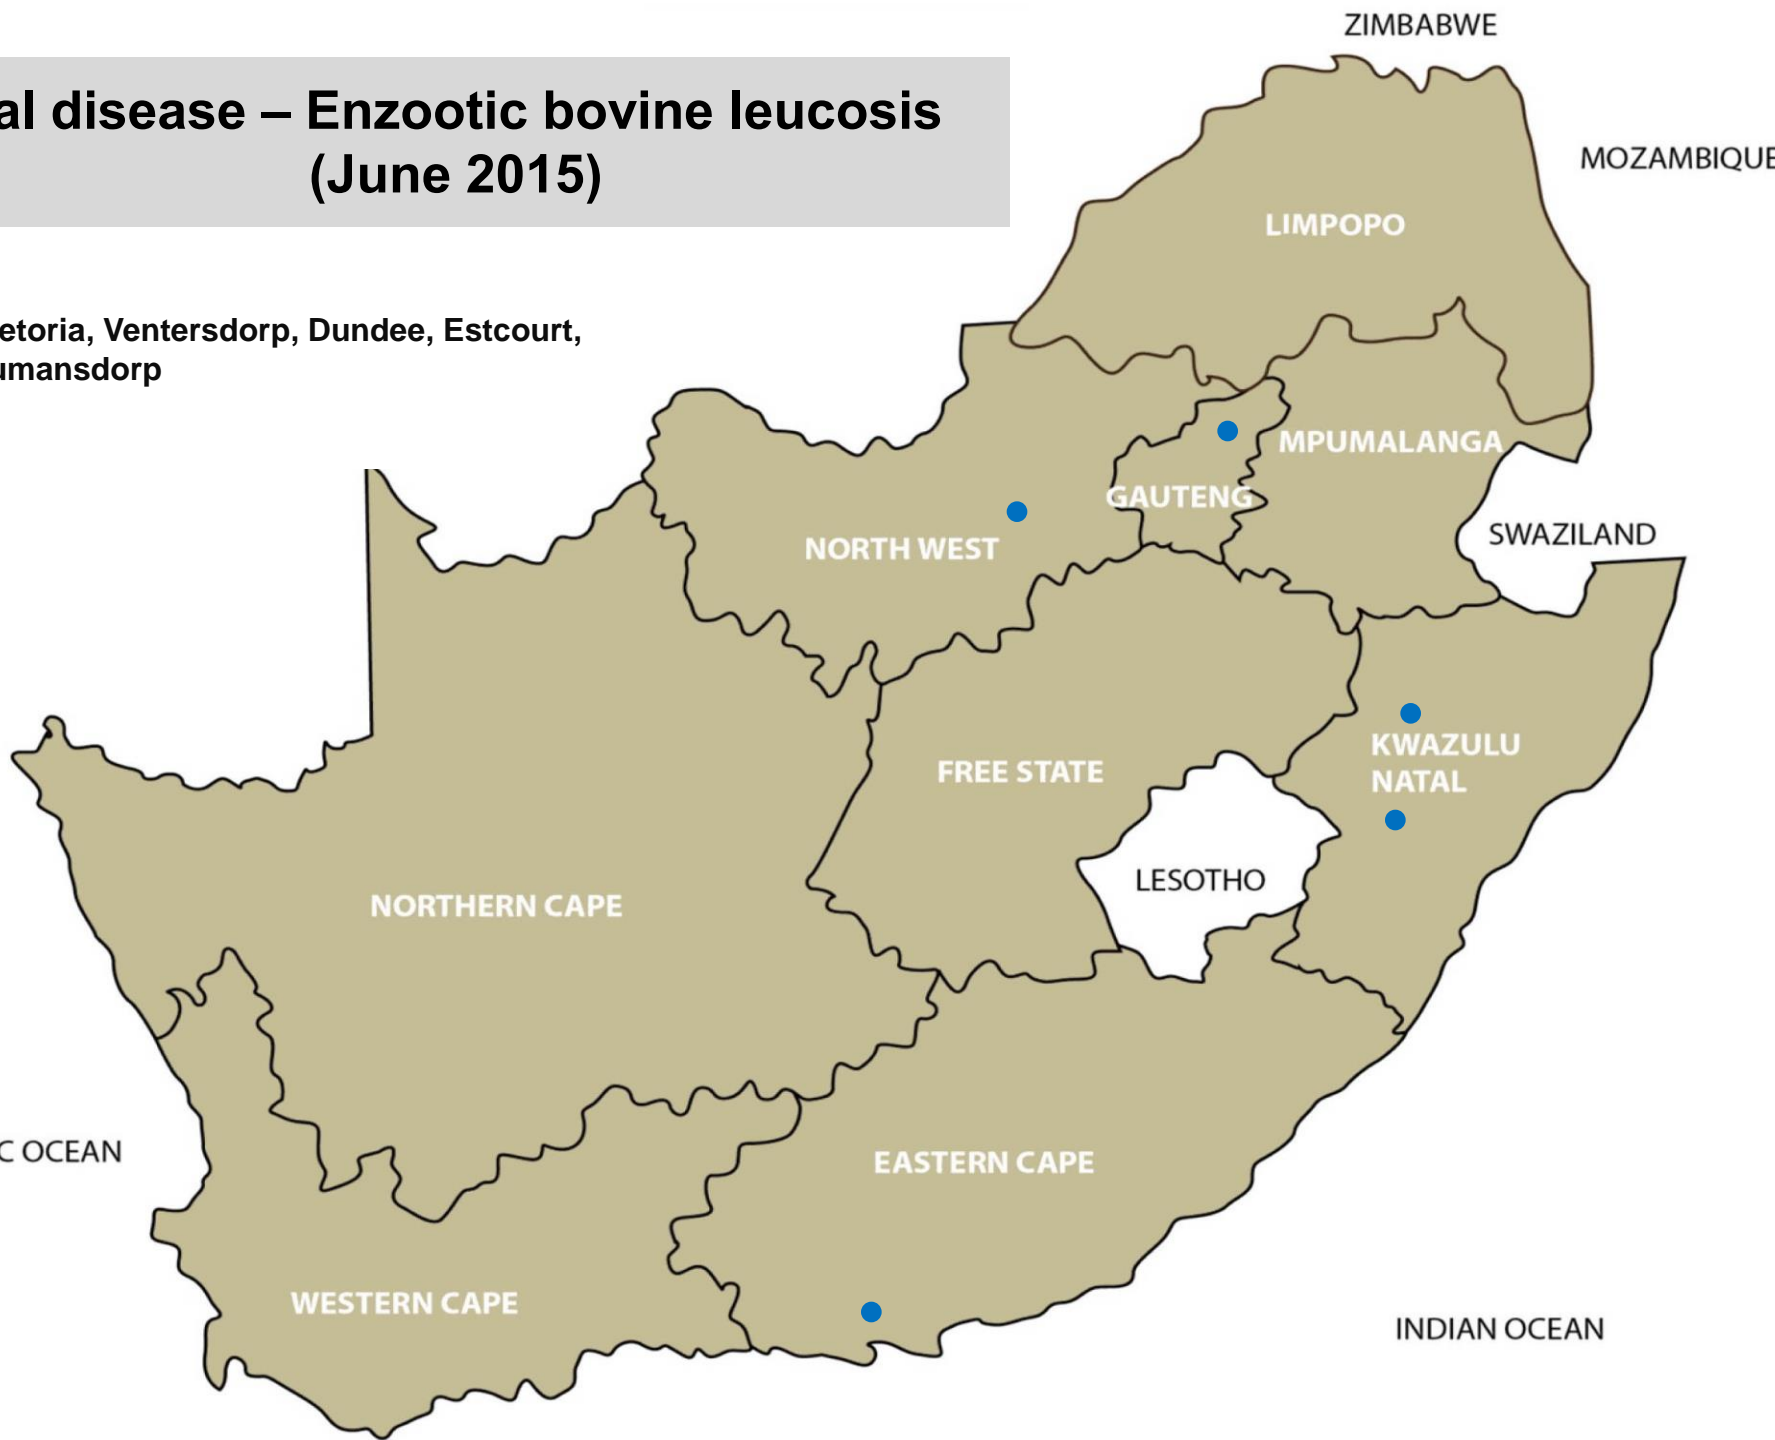 al disease – Enzootic bovine leucosis
(June 2015)
etoria, Ventersdorp, Dundee, Estcourt,
umansdorp
ZIMBABWE
MOZAMBIQUE
LIMPOPO
MPUMALANGA
GAUTENG
NORTH WEST
SWAZILAND
KWAZULU
NATAL
FREE STATE
LESOTHO
NORTHERN CAPE
C OCEAN
EASTERN CAPE
WESTERN CAPE
INDIAN OCEAN